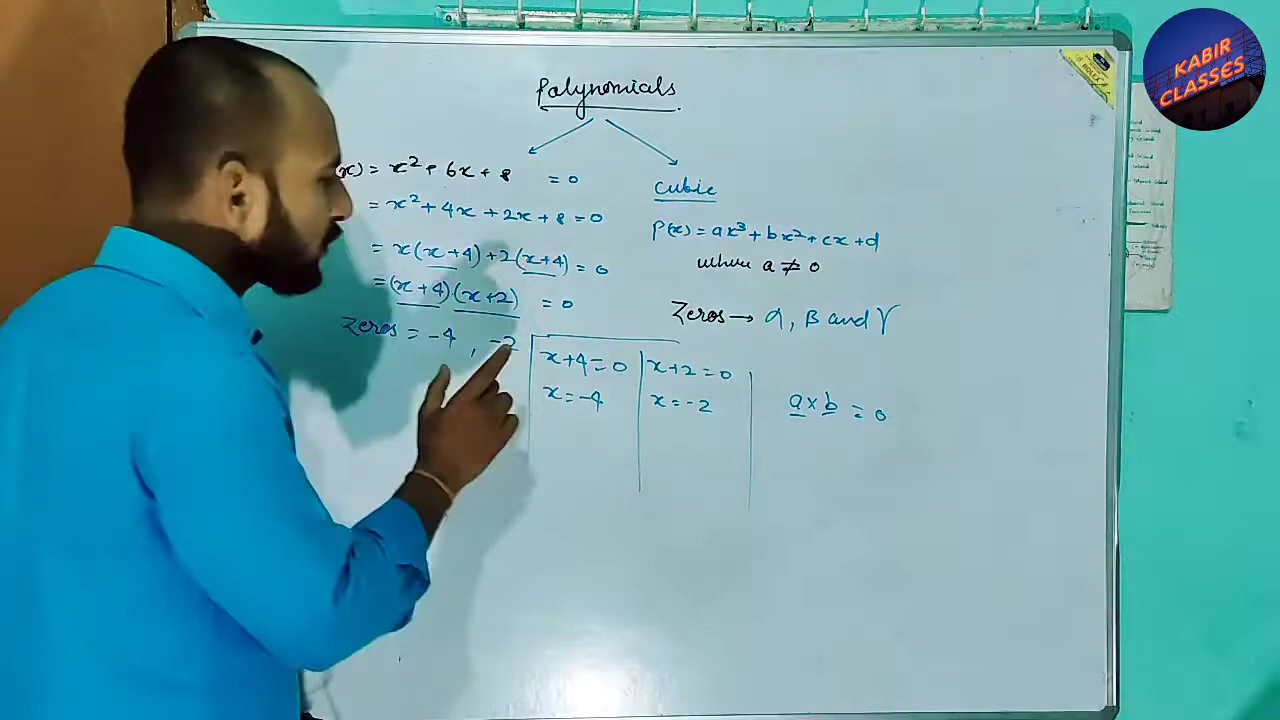 KABIR
CLASSES
Polynomials
(x) = x² + 6x + 8 = 0
= x² + 4x + 2x + 8 = 0
= x(x+4) + 2(x+4) = 0
= (x+4)(x+2) = 0
Zeros = -4, -2
x+4=0
x=-4
x+2=0
x=-2
cubic
P(x) = ax³ + bx² + cx + d
where a ≠ 0
Zeros → α, β and γ
a × b = 0